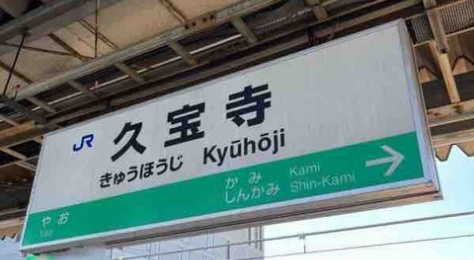 JR 久宝寺
きゅうほうじ Kyūhōji
やお
Yao
かみ Kami
しんかみ Shin-Kami